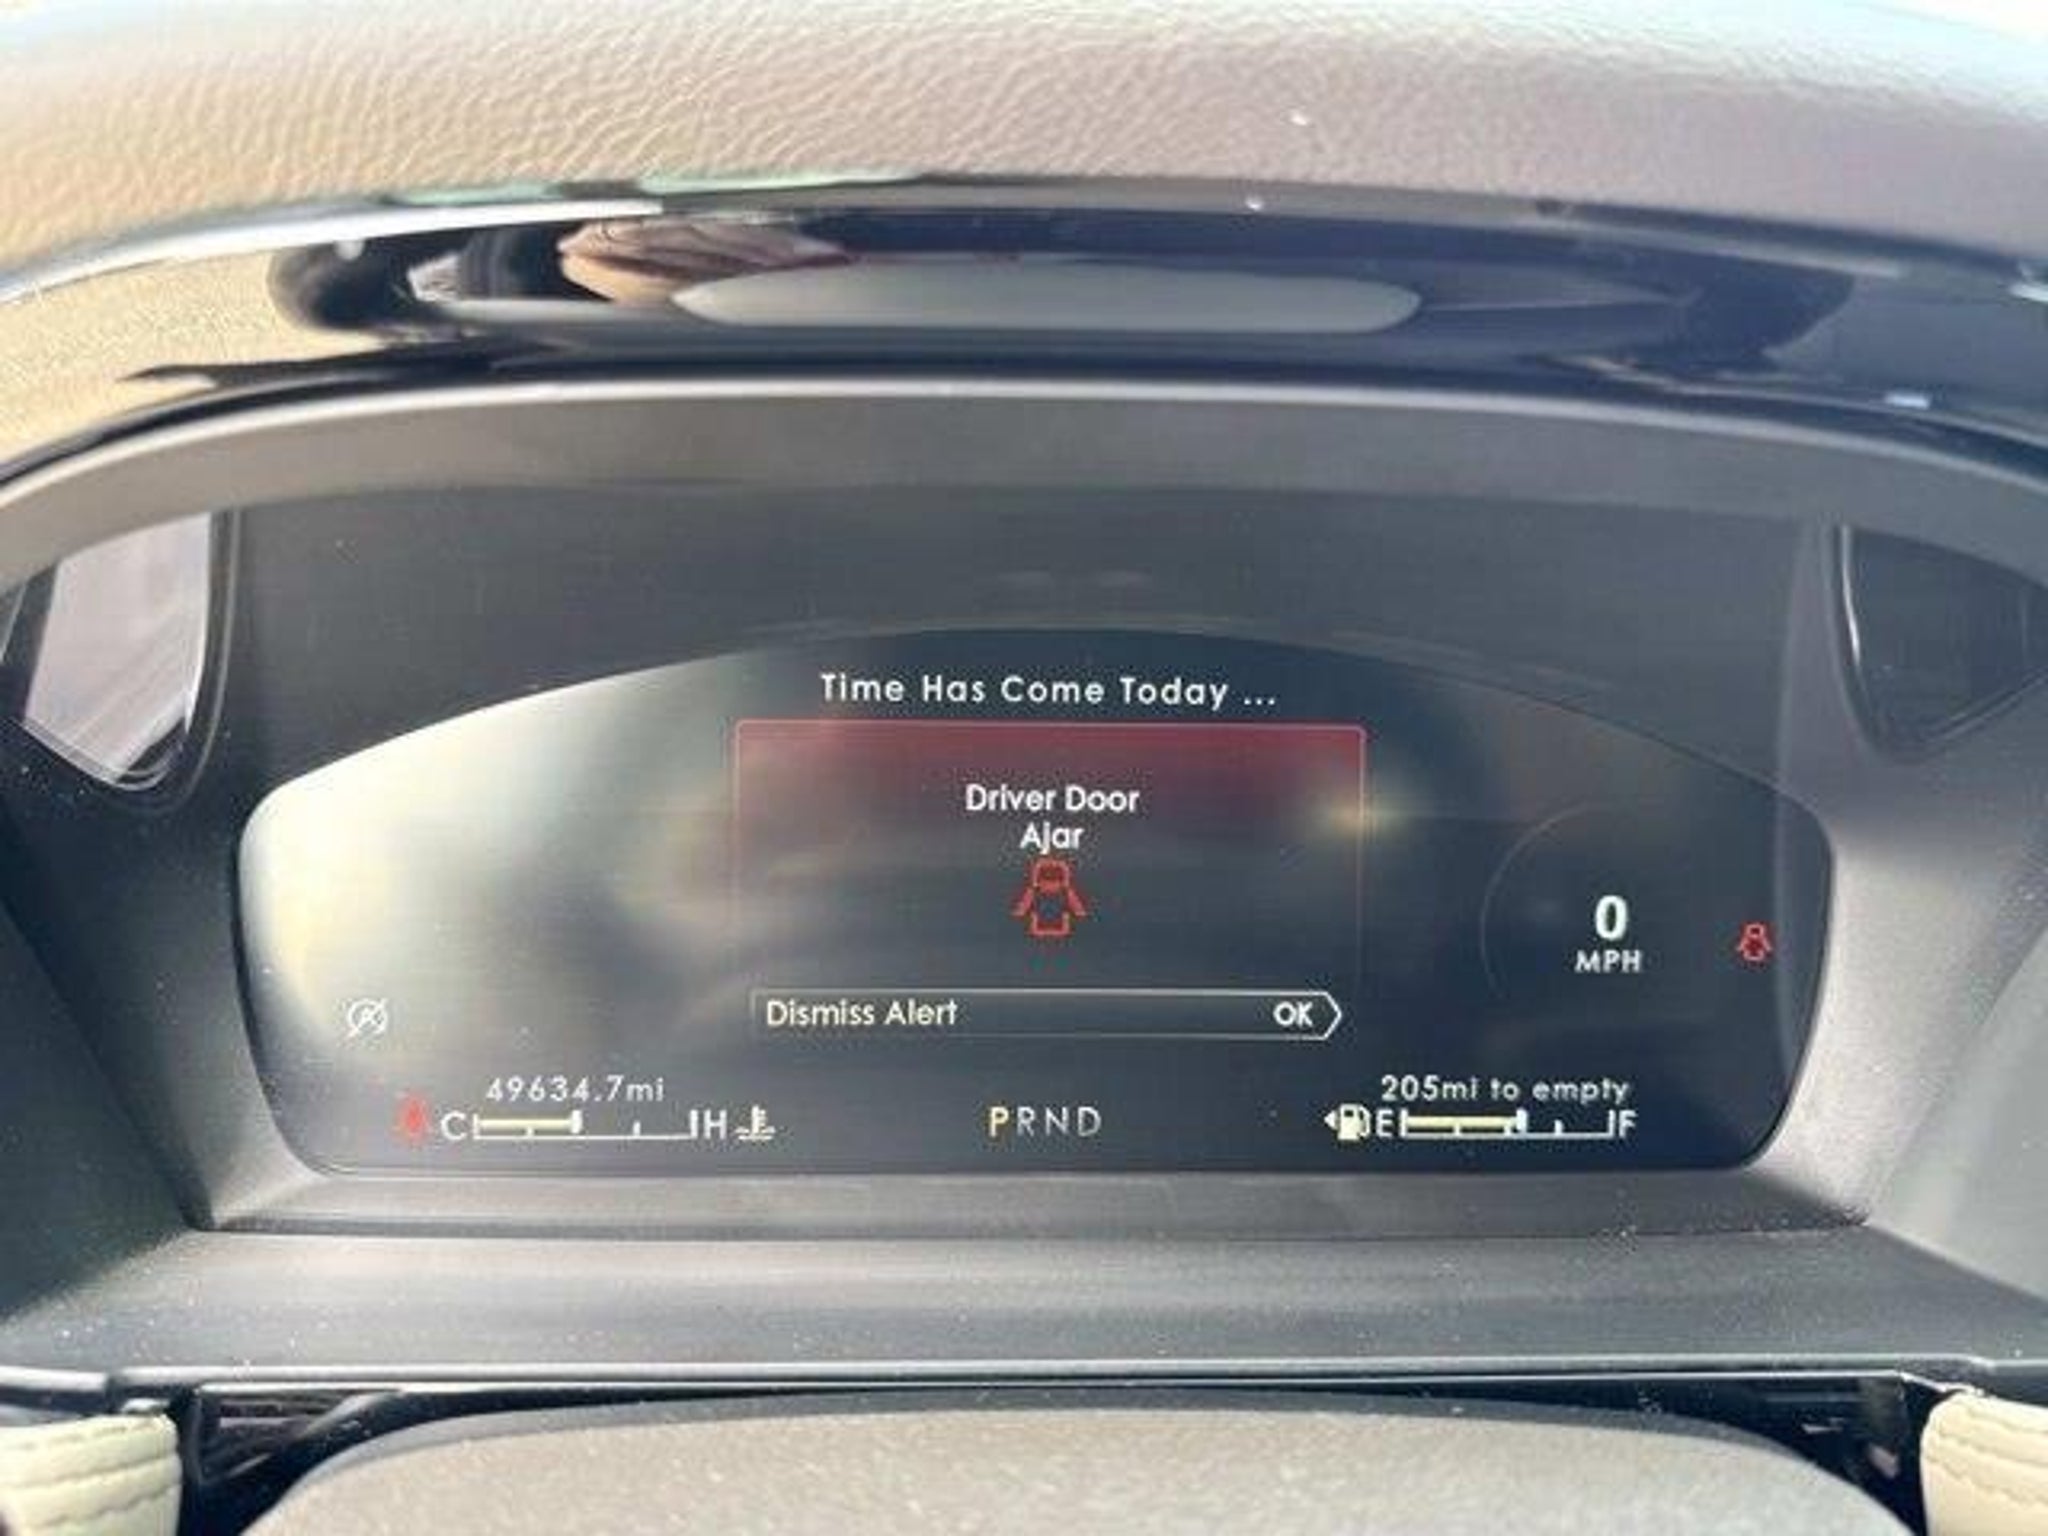 Time Has Come Today ...
Driver Door
Ajar
0
MPH
Dismiss Alert OK
49634.7mi
205mi to empty
C H
PRND
E F